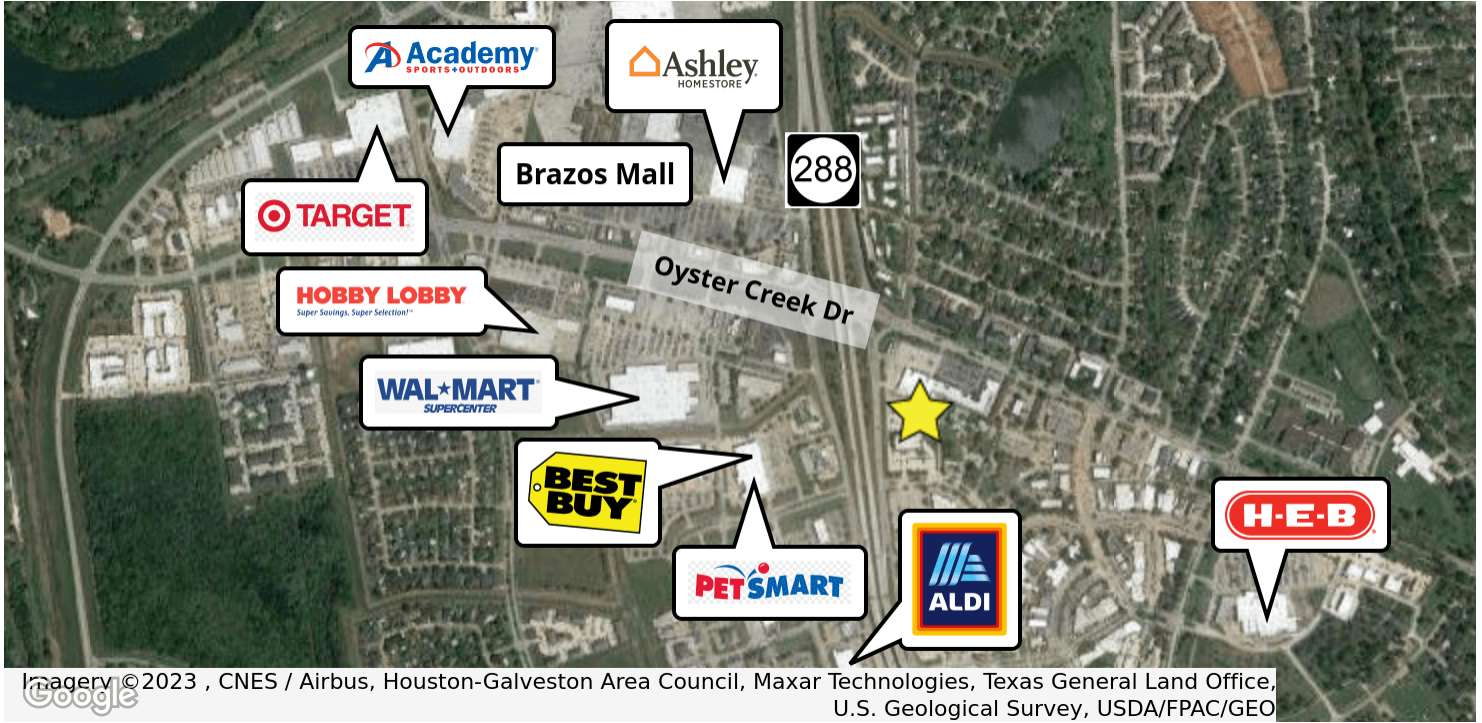 Academy
SPORTS+OUTDOORS
Ashley
HOMESTORE
288
Brazos Mall
TARGET
Oyster Creek Dr
HOBBY LOBBY
Super Savings, Super Selection!™
WAL★MART
SUPERCENTER
BEST
BUY
PETSMART
ALDI
H-E-B
Imagery ©2023 , CNES / Airbus, Houston-Galveston Area Council, Maxar Technologies, Texas General Land Office,
Google
U.S. Geological Survey, USDA/FPAC/GEO